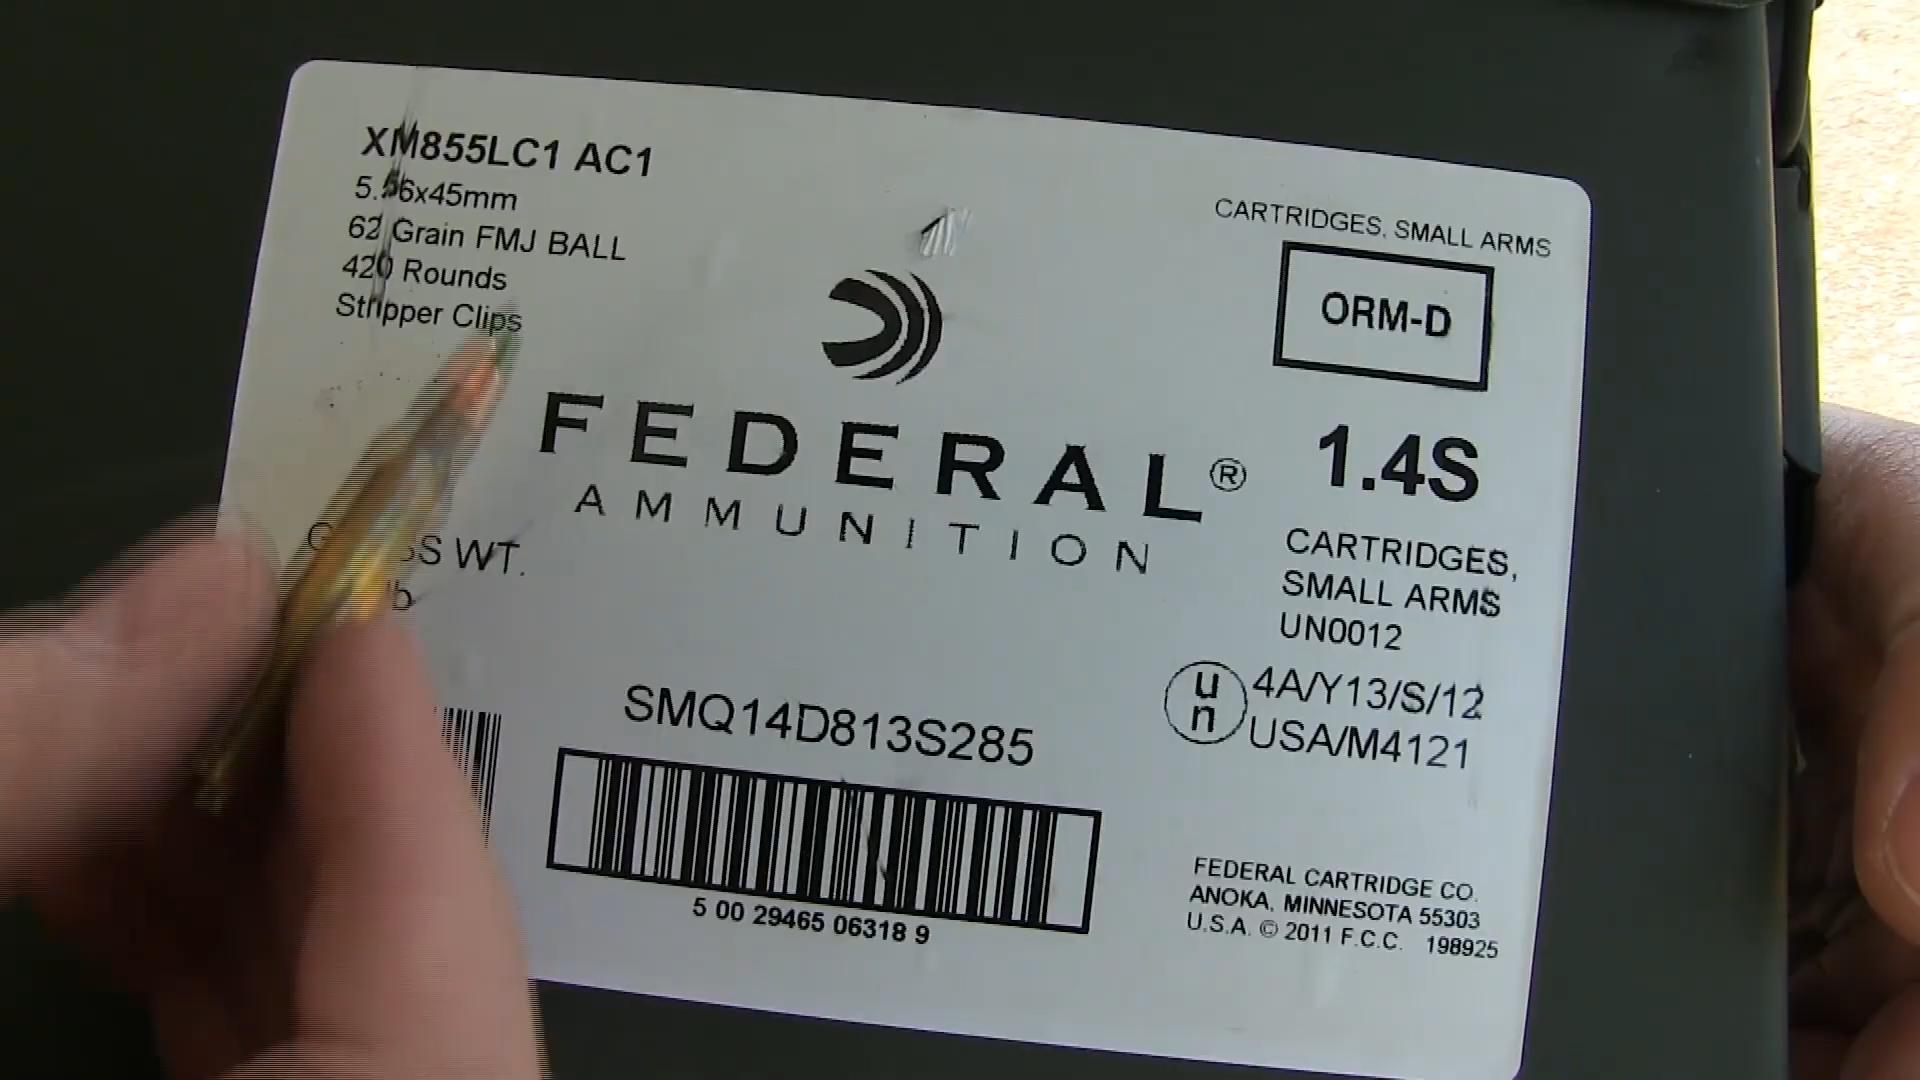 XM855LC1 AC1
5.56x45mm
62 Grain FMJ BALL
420 Rounds
Stripper Clips
CARTRIDGES, SMALL ARMS
ORM-D
FEDERAL®
AMMUNITION
1.4S
CARTRIDGES,
SMALL ARMS
UN0012
WT.
un 4A/Y13/S/12
USA/M4121
SMQ14D813S285
5 00 29465 06318 9
FEDERAL CARTRIDGE CO.
ANOKA, MINNESOTA 55303
U.S.A. © 2011 F.C.C. 198925